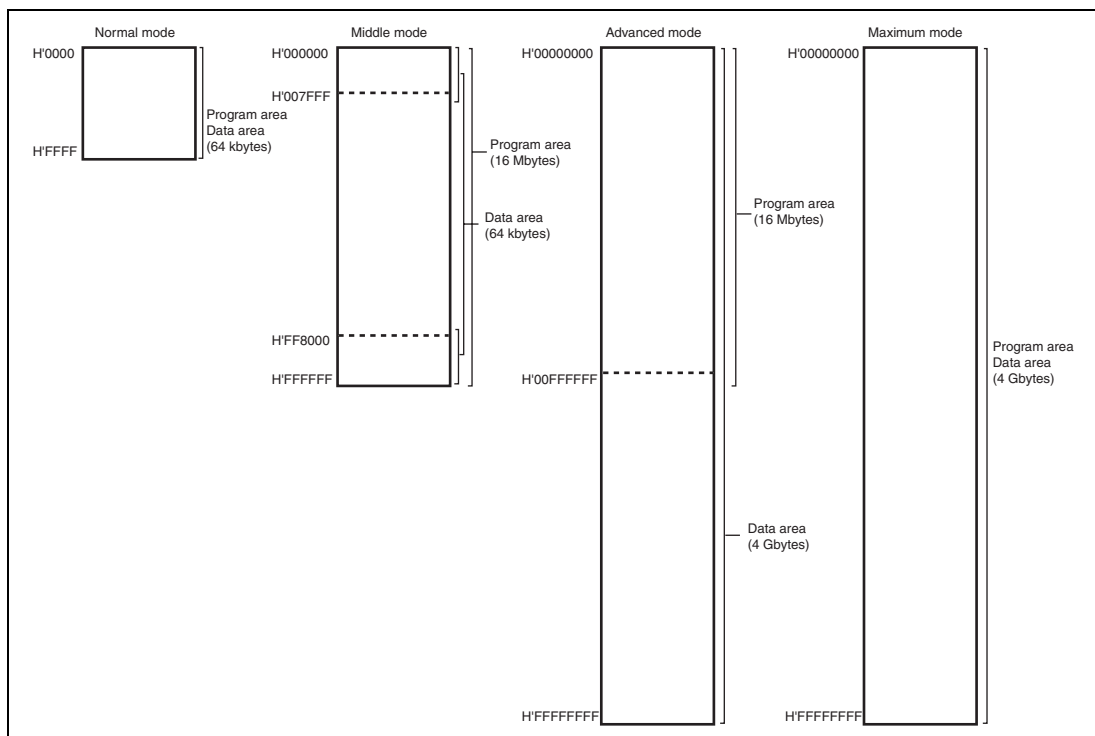 Normal mode
H'0000
H'FFFF
Program area
Data area
(64 kbytes)
Middle mode
H'000000
H'007FFF
H'FF8000
H'FFFFFF
Program area
(16 Mbytes)
Data area
(64 kbytes)
Advanced mode
H'00000000
H'00FFFFFF
H'FFFFFFFF
Program area
(16 Mbytes)
Data area
(4 Gbytes)
Maximum mode
H'00000000
H'FFFFFFFF
Program area
Data area
(4 Gbytes)